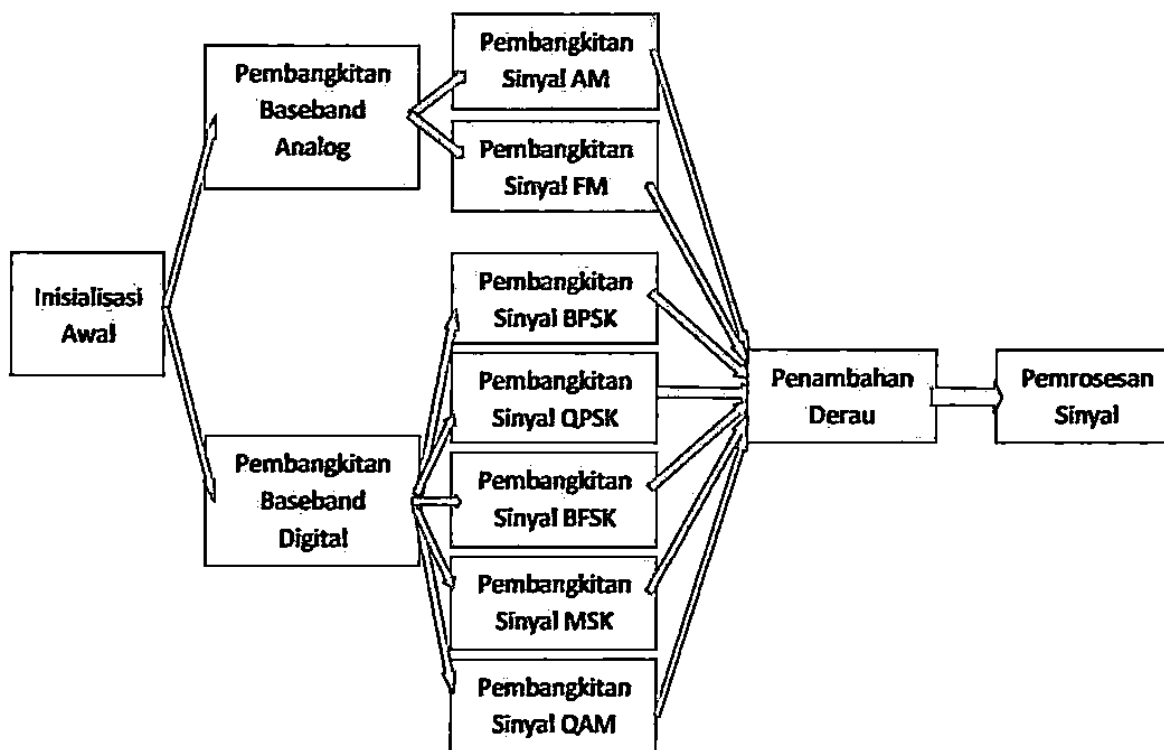 Inisialisasi
Awal
Pembangkitan
Baseband
Analog
Pembangkitan
Baseband
Digital
Pembangkitan
Sinyal AM
Pembangkitan
Sinyal FM
Pembangkitan
Sinyal BPSK
Pembangkitan
Sinyal QPSK
Pembangkitan
Sinyal BFSK
Pembangkitan
Sinyal MSK
Pembangkitan
Sinyal QAM
Penambahan
Derau
Pemrosesan
Sinyal